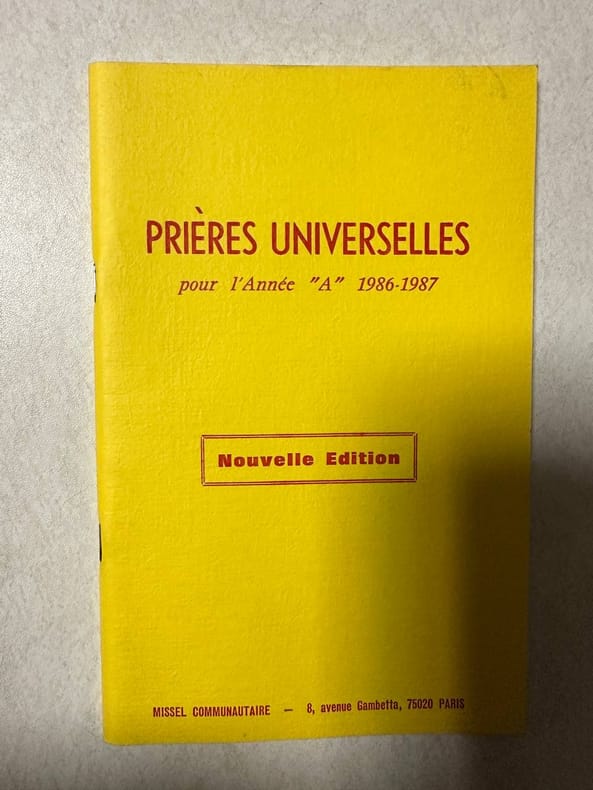 PRIÈRES UNIVERSELLES
pour l'Année "A" 1986-1987
Nouvelle Edition
MISSEL COMMUNAUTAIRE — 8, avenue Gambetta, 75020 PARIS